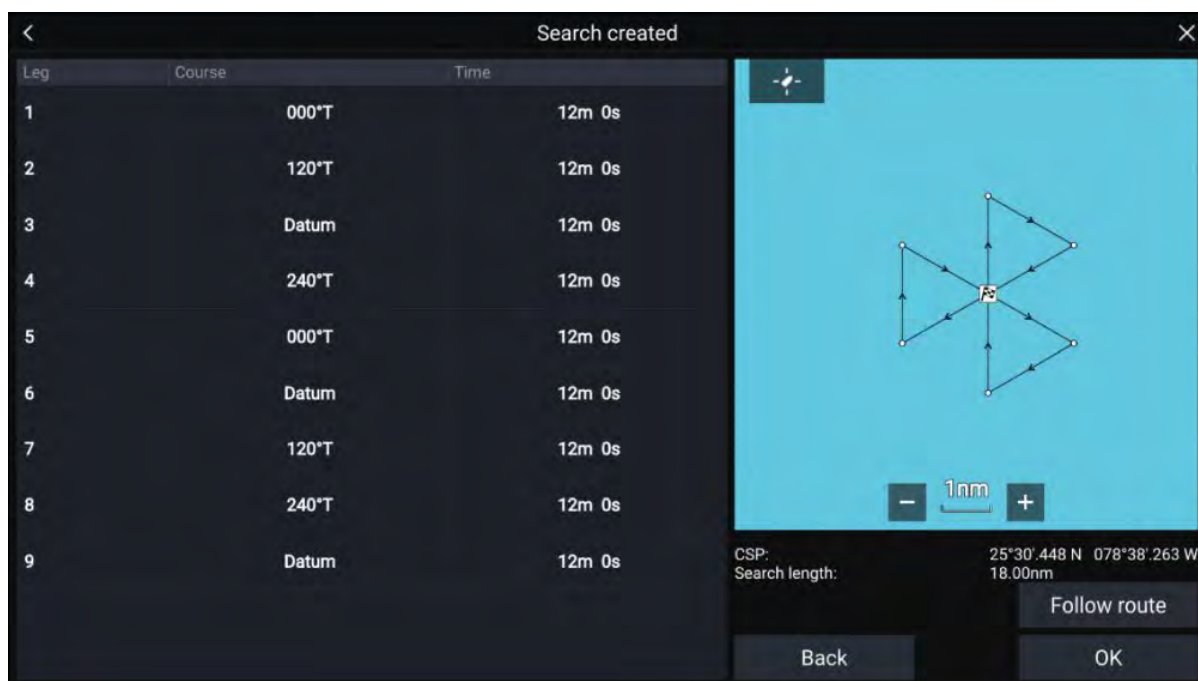 Search created
Leg Course Time
1 000°T 12m 0s
2 120°T 12m 0s
3 Datum 12m 0s
4 240°T 12m 0s
5 000°T 12m 0s
6 Datum 12m 0s
7 120°T 12m 0s
8 240°T 12m 0s
9 Datum 12m 0s
1nm
CSP: 25°30'.448 N 078°38'.263 W
Search length: 18.00nm
Follow route
Back OK